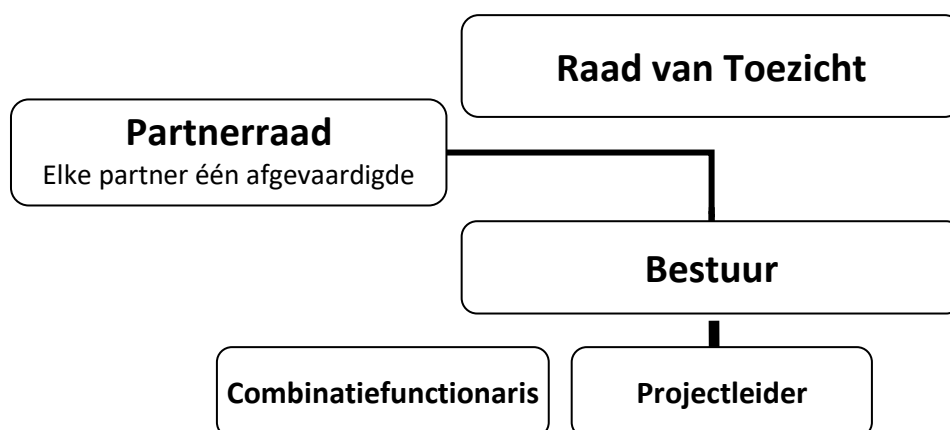 Raad van Toezicht
Partnerraad
Elke partner één afgevaardigde
Bestuur
Combinatiefunctionaris
Projectleider